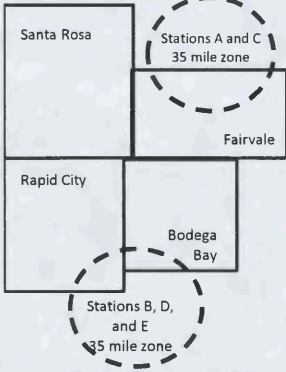 Santa Rosa
Stations A and C
35 mile zone
Fairvale
Rapid City
Bodega
Bay
Stations B, D,
and E
35 mile zone